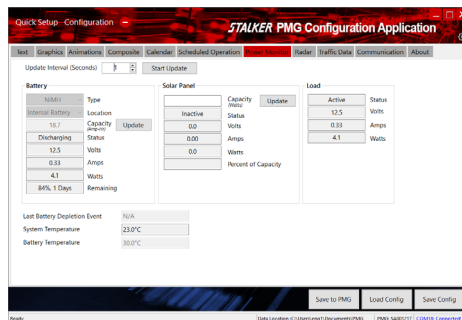 Quick Setup Configuration
STALKER PMG Configuration Application
Text Graphics Animations Composite Calendar Scheduled Operation Power Monitor Radar Traffic Data Communication About
Update Interval (Seconds) 1 Start Update
Battery
NiMH Type
Internal Battery Location
18.7 Capacity (Amp-Hr) Update
Discharging Status
12.5 Volts
0.33 Amps
4.1 Watts
84%, 1 Days Remaining
Solar Panel
Capacity (Watts) Update
Inactive Status
0.0 Volts
0.00 Amps
0.0 Watts
Percent of Capacity
Load
Active Status
12.5 Volts
0.33 Amps
4.1 Watts
Last Battery Depletion Event N/A
System Temperature 23.0°C
Battery Temperature 30.0°C
Save to PMG Load Config Save Config
Ready